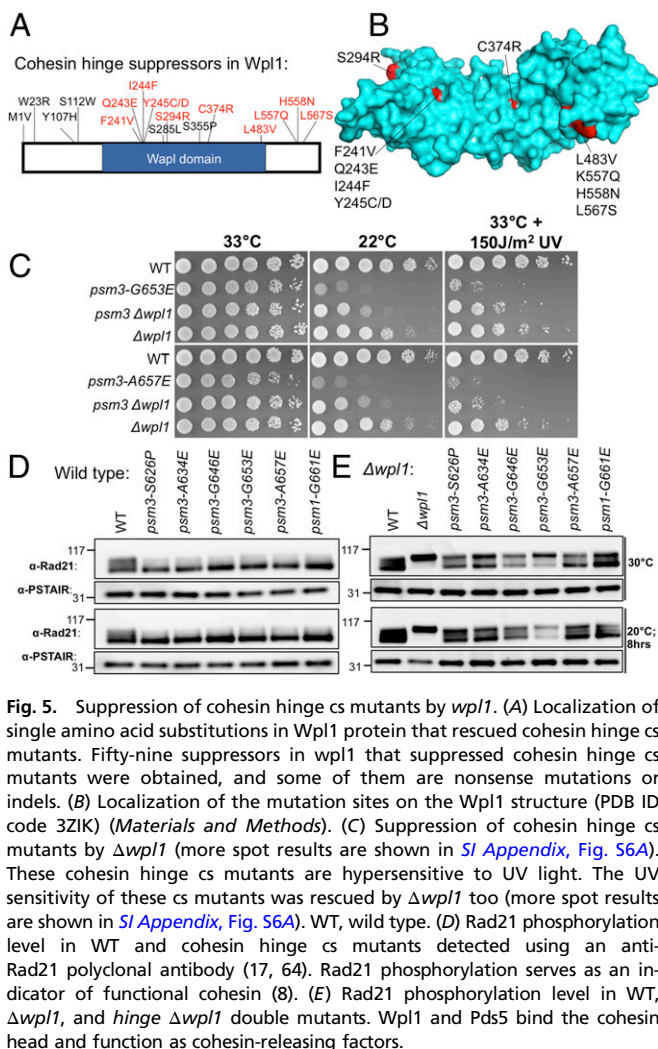 A
Cohesin hinge suppressors in Wpl1:
I244F
S112W Q243E Y245C/D C374R H558N
W23R S294R L557Q L567S
M1V Y107H F241V S285L S355P L483V
Wapl domain
B
S294R
C374R
F241V
Q243E
I244F
Y245C/D
L483V
K557Q
H558N
L567S
C
33°C 22°C 33°C +
150J/m² UV
WT
psm3-G653E
psm3 Δwpl1
Δwpl1
WT
psm3-A657E
psm3 Δwpl1
Δwpl1
D Wild type:
WT psm3-S626P psm3-A634E psm3-G646E psm3-G653E psm3-A657E psm1-G661E
117
α-Rad21:
α-PSTAIR:
31
117
α-Rad21:
α-PSTAIR:
31
E Δwpl1:
WT Δwpl1 psm3-S626P psm3-A634E psm3-G646E psm3-G653E psm3-A657E psm1-G661E
117
30°C
31
117
20°C;
8hrs
31
Fig. 5. Suppression of cohesin hinge cs mutants by wpl1. (A) Localization of
single amino acid substitutions in Wpl1 protein that rescued cohesin hinge cs
mutants. Fifty-nine suppressors in wpl1 that suppressed cohesin hinge cs
mutants were obtained, and some of them are nonsense mutations or
indels. (B) Localization of the mutation sites on the Wpl1 structure (PDB ID
code 3ZIK) (Materials and Methods). (C) Suppression of cohesin hinge cs
mutants by Δwpl1 (more spot results are shown in SI Appendix, Fig. S6A).
These cohesin hinge cs mutants are hypersensitive to UV light. The UV
sensitivity of these cs mutants was rescued by Δwpl1 too (more spot results
are shown in SI Appendix, Fig. S6A). WT, wild type. (D) Rad21 phosphorylation
level in WT and cohesin hinge cs mutants detected using an anti-
Rad21 polyclonal antibody (17, 64). Rad21 phosphorylation serves as an in-
dicator of functional cohesin (8). (E) Rad21 phosphorylation level in WT,
Δwpl1, and hinge Δwpl1 double mutants. Wpl1 and Pds5 bind the cohesin
head and function as cohesin-releasing factors.